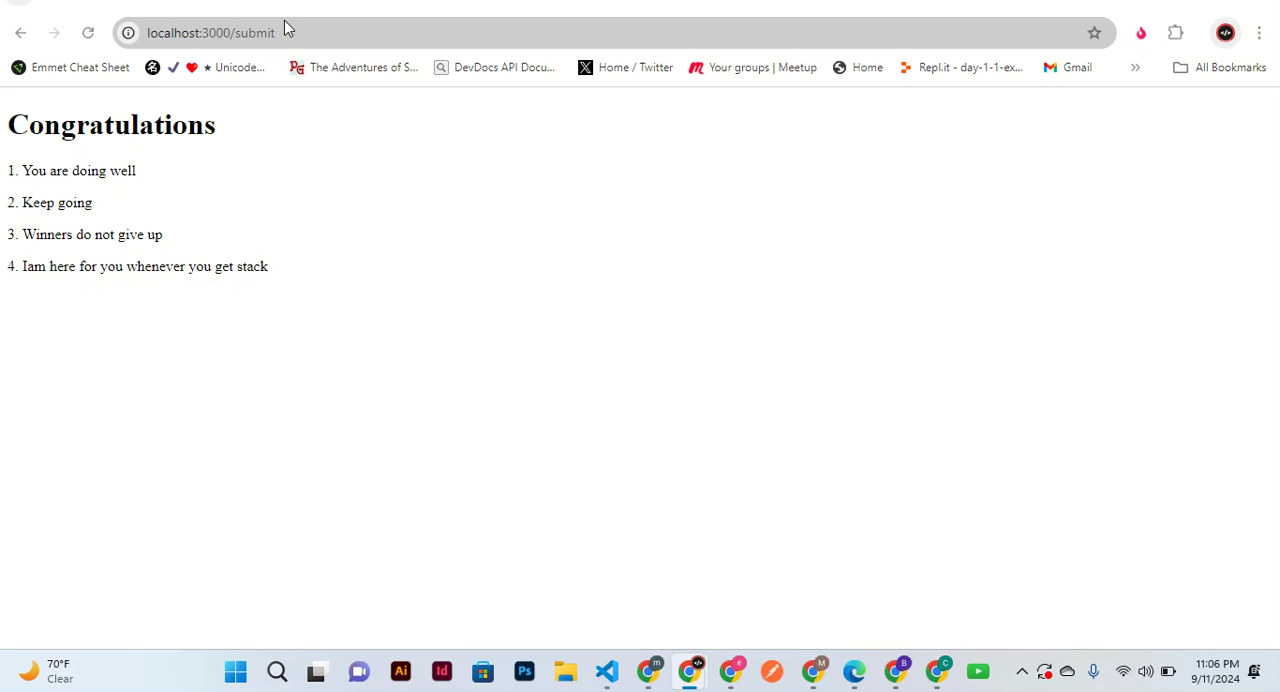 localhost:3000/submit
Emmet Cheat Sheet ✔ ❤ ★ Unicode... The Adventures of S... DevDocs API Docu... Home / Twitter Your groups | Meetup Home Repl.it - day-1-1-ex... Gmail » All Bookmarks
Congratulations
1. You are doing well
2. Keep going
3. Winners do not give up
4. Iam here for you whenever you get stack
70°F
Clear
Ai Id Ps m e M B C
11:06 PM
9/11/2024